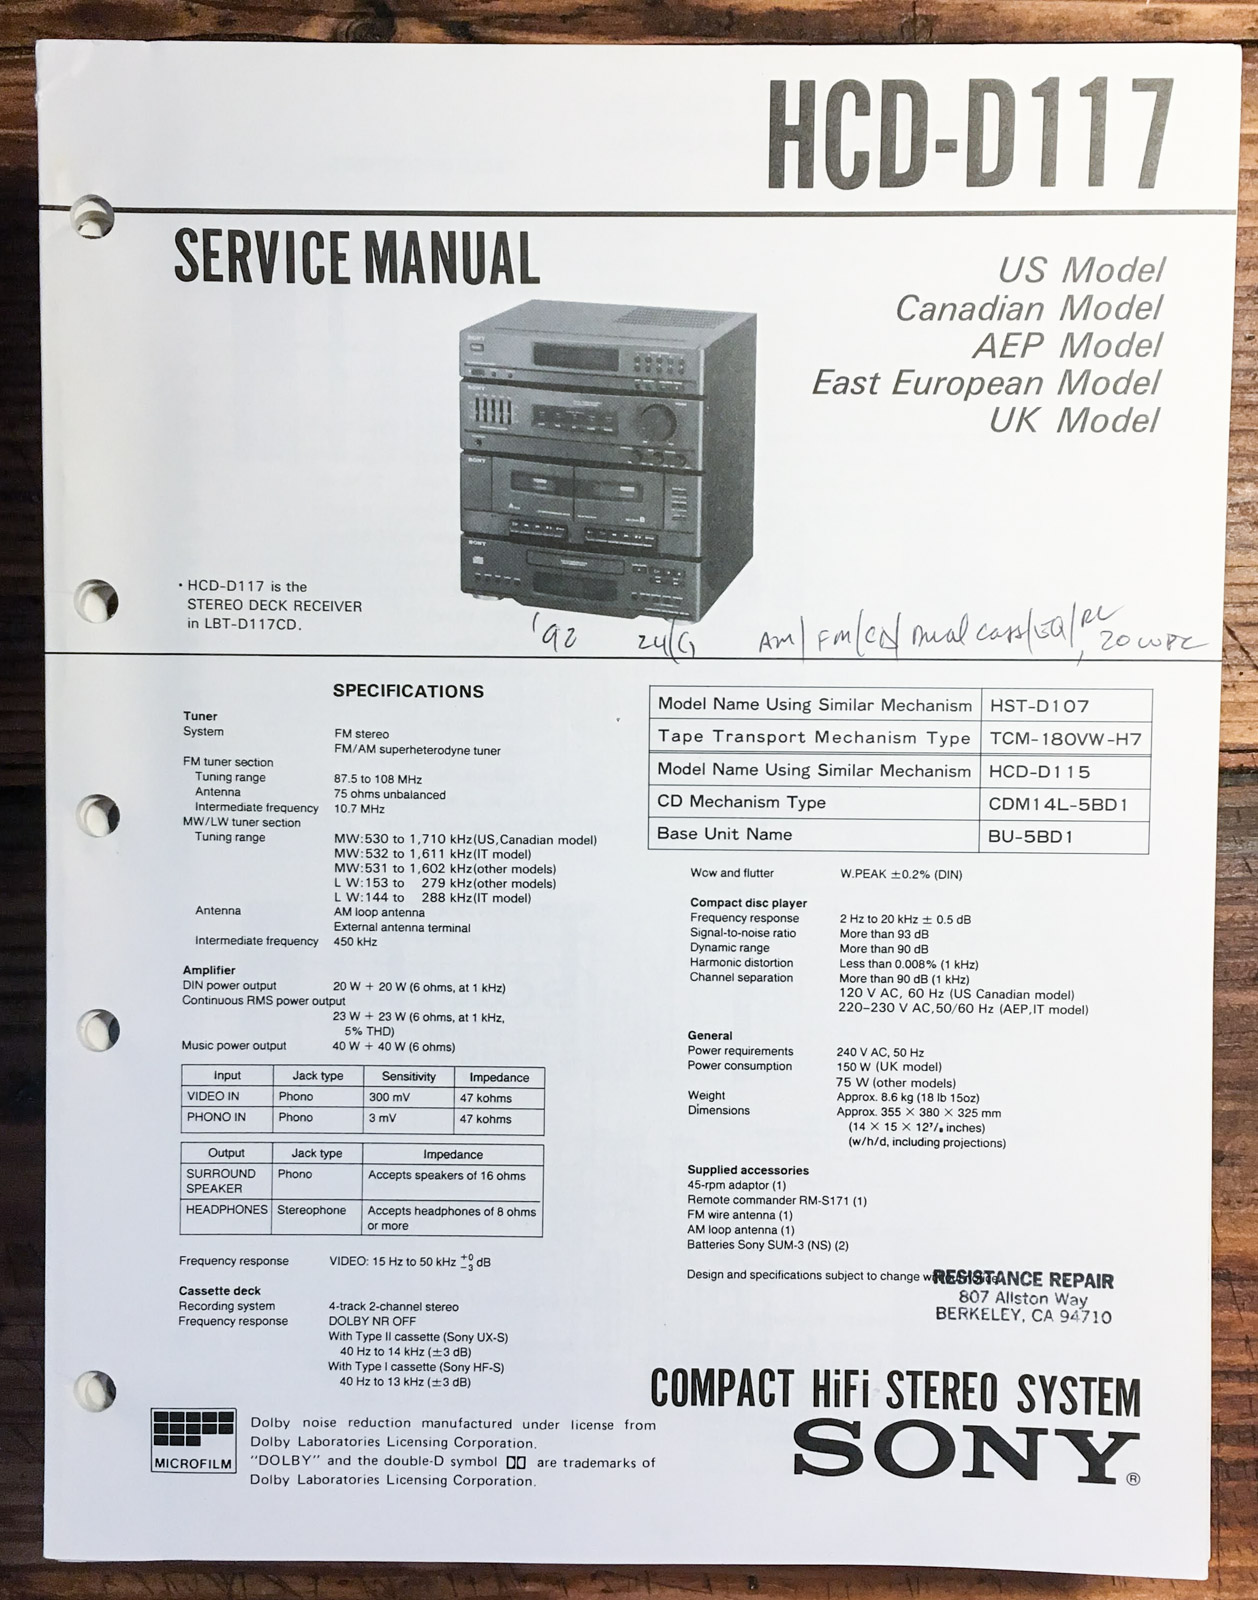 HCD-D117
SERVICE MANUAL
US Model
Canadian Model
AEP Model
East European Model
UK Model
SONY
SONY
SONY
SONY
• HCD-D117 is the
STEREO DECK RECEIVER
in LBT-D117CD.
'92 AM/FM/CD/Dual Cass/EQ/RC, 20WPC
SPECIFICATIONS
Tuner
System FM stereo
FM/AM superheterodyne tuner
FM tuner section
Tuning range 87.5 to 108 MHz
Antenna 75 ohms unbalanced
Intermediate frequency 10.7 MHz
MW/LW tuner section
Tuning range MW:530 to 1,710 kHz(US,Canadian model)
MW:532 to 1,611 kHz(IT model)
MW:531 to 1,602 kHz(other models)
L W:153 to 279 kHz(other models)
L W:144 to 288 kHz(IT model)
Antenna AM loop antenna
External antenna terminal
Intermediate frequency 450 kHz
Amplifier
DIN power output 20 W + 20 W (6 ohms, at 1 kHz)
Continuous RMS power output
23 W + 23 W (6 ohms, at 1 kHz,
5% THD)
Music power output 40 W + 40 W (6 ohms)
Input Jack type Sensitivity Impedance
VIDEO IN Phono 300 mV 47 kohms
PHONO IN Phono 3 mV 47 kohms
Output Jack type Impedance
SURROUND SPEAKER Phono Accepts speakers of 16 ohms
HEADPHONES Stereophone Accepts headphones of 8 ohms
or more
Frequency response VIDEO: 15 Hz to 50 kHz +0 −3 dB
Cassette deck
Recording system 4-track 2-channel stereo
Frequency response DOLBY NR OFF
With Type II cassette (Sony UX-S)
40 Hz to 14 kHz (±3 dB)
With Type I cassette (Sony HF-S)
40 Hz to 13 kHz (±3 dB)
Model Name Using Similar Mechanism HST-D107
Tape Transport Mechanism Type TCM-180VW-H7
Model Name Using Similar Mechanism HCD-D115
CD Mechanism Type CDM14L-5BD1
Base Unit Name BU-5BD1
Wow and flutter W.PEAK ±0.2% (DIN)
Compact disc player
Frequency response 2 Hz to 20 kHz ± 0.5 dB
Signal-to-noise ratio More than 93 dB
Dynamic range More than 90 dB
Harmonic distortion Less than 0.008% (1 kHz)
Channel separation More than 90 dB (1 kHz)
120 V AC, 60 Hz (US Canadian model)
220–230 V AC,50/60 Hz (AEP,IT model)
General
Power requirements 240 V AC, 50 Hz
Power consumption 150 W (UK model)
75 W (other models)
Weight Approx. 8.6 kg (18 lb 15oz)
Dimensions Approx. 355 × 380 × 325 mm
(14 × 15 × 12⁷/₈ inches)
(w/h/d, including projections)
Supplied accessories
45-rpm adaptor (1)
Remote commander RM-S171 (1)
FM wire antenna (1)
AM loop antenna (1)
Batteries Sony SUM-3 (NS) (2)
Design and specifications subject to change
RESISTANCE REPAIR
807 Allston Way
BERKELEY, CA 94710
COMPACT HiFi STEREO SYSTEM
SONY®
MICROFILM
Dolby noise reduction manufactured under license from
Dolby Laboratories Licensing Corporation.
"DOLBY" and the double-D symbol are trademarks of
Dolby Laboratories Licensing Corporation.